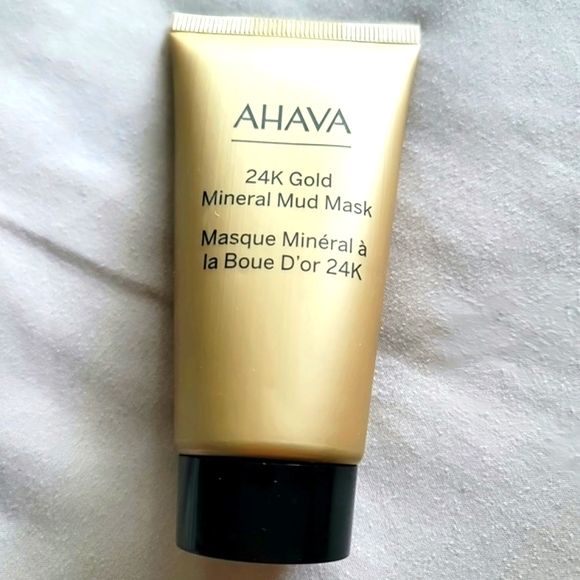 AHAVA
24K Gold
Mineral Mud Mask
Masque Minéral à
la Boue D'or 24K